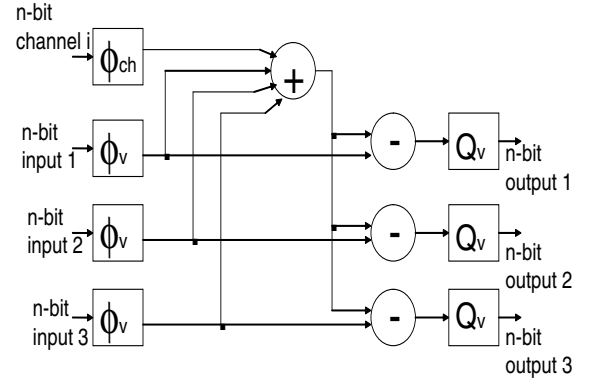 n-bit
channel i
ϕch
+
n-bit
input 1
ϕv
-
Qv
n-bit
output 1
n-bit
input 2
ϕv
-
Qv
n-bit
output 2
n-bit
input 3
ϕv
-
Qv
n-bit
output 3